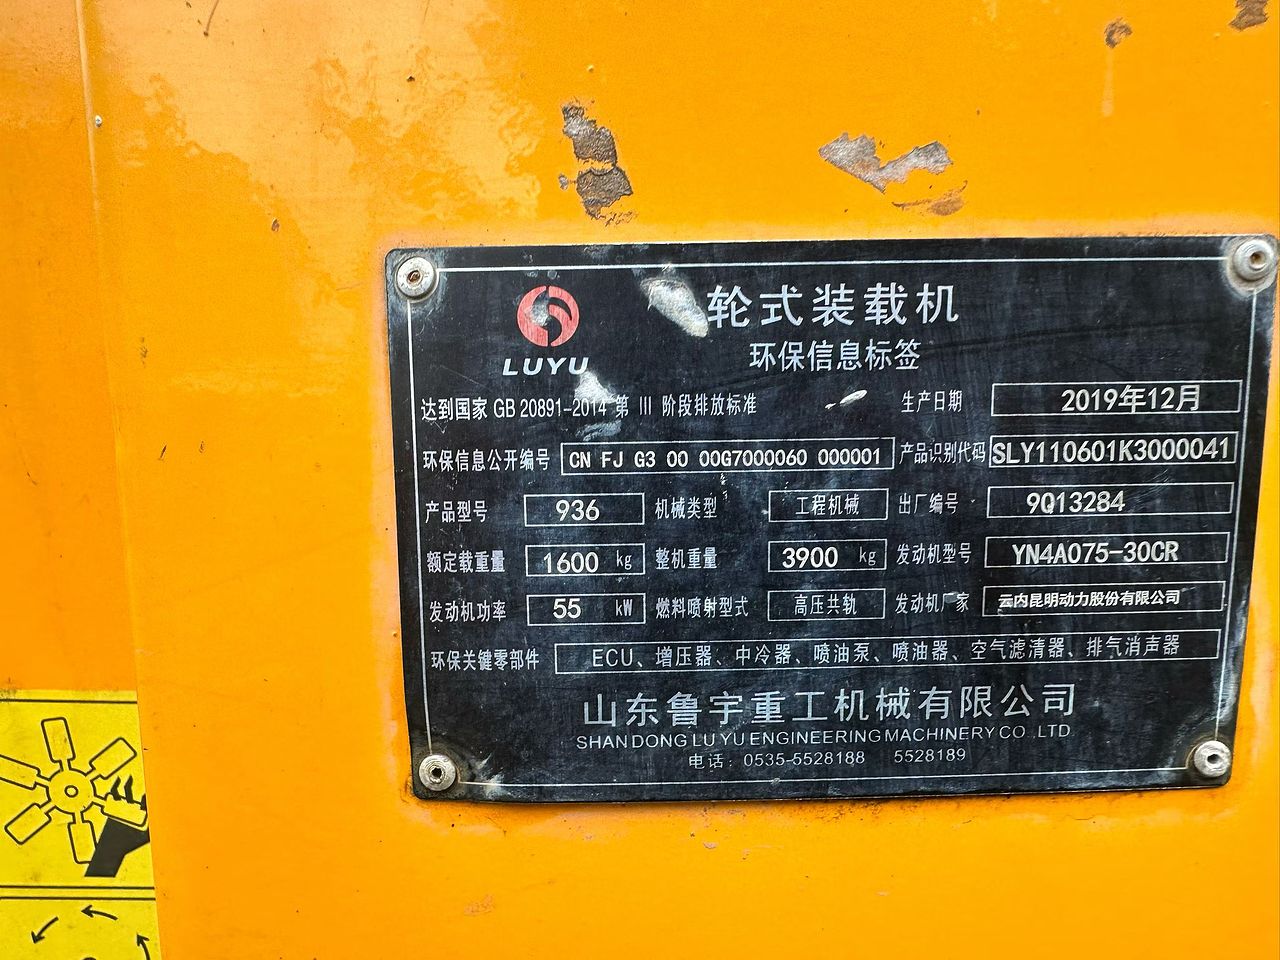 LUYU
轮式装载机
环保信息标签
达到国家 GB 20891-2014 第 III 阶段排放标准 生产日期 2019年12月
环保信息公开编号 CN FJ G3 00 00G7000060 000001 产品识别代码 SLY110601K3000041
产品型号 936 机械类型 工程机械 出厂编号 9Q13284
额定载重量 1600 kg 整机重量 3900 kg 发动机型号 YN4A075-30CR
发动机功率 55 kW 燃料喷射型式 高压共轨 发动机厂家 云内昆明动力股份有限公司
环保关键零部件 ECU、增压器、中冷器、喷油泵、喷油器、空气滤清器、排气消声器
山东鲁宇重工机械有限公司
SHANDONG LUYU ENGINEERING MACHINERY CO .LTD
电话: 0535-5528188 5528189